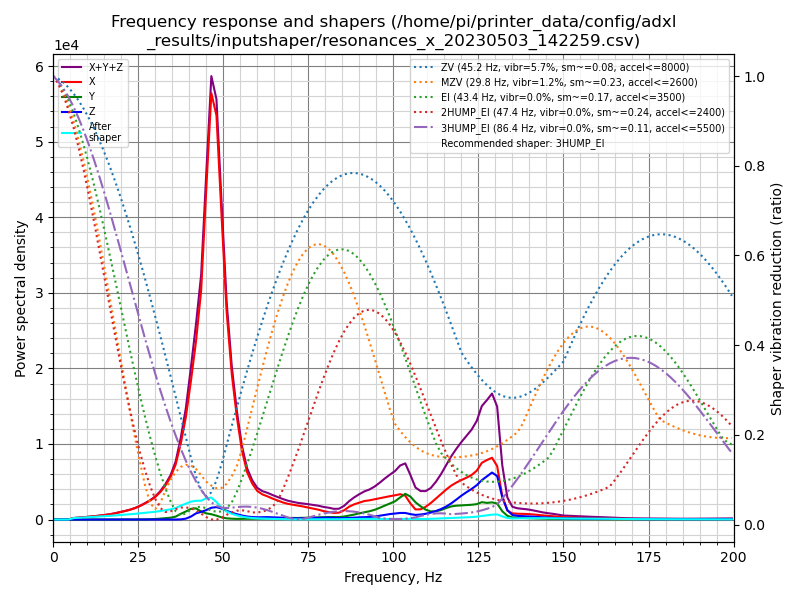 Frequency response and shapers (/home/pi/printer_data/config/adxl
_results/inputshaper/resonances_x_20230503_142259.csv)
1e4
X+Y+Z
X
Y
Z
After
shaper
ZV (45.2 Hz, vibr=5.7%, sm~=0.08, accel<=8000)
MZV (29.8 Hz, vibr=1.2%, sm~=0.23, accel<=2600)
EI (43.4 Hz, vibr=0.0%, sm~=0.17, accel<=3500)
2HUMP_EI (47.4 Hz, vibr=0.0%, sm~=0.24, accel<=2400)
3HUMP_EI (86.4 Hz, vibr=0.0%, sm~=0.11, accel<=5500)
Recommended shaper: 3HUMP_EI
Power spectral density
6
5
4
3
2
1
0
1.0
0.8
0.6
0.4
0.2
0.0
Shaper vibration reduction (ratio)
0 25 50 75 100 125 150 175 200
Frequency, Hz